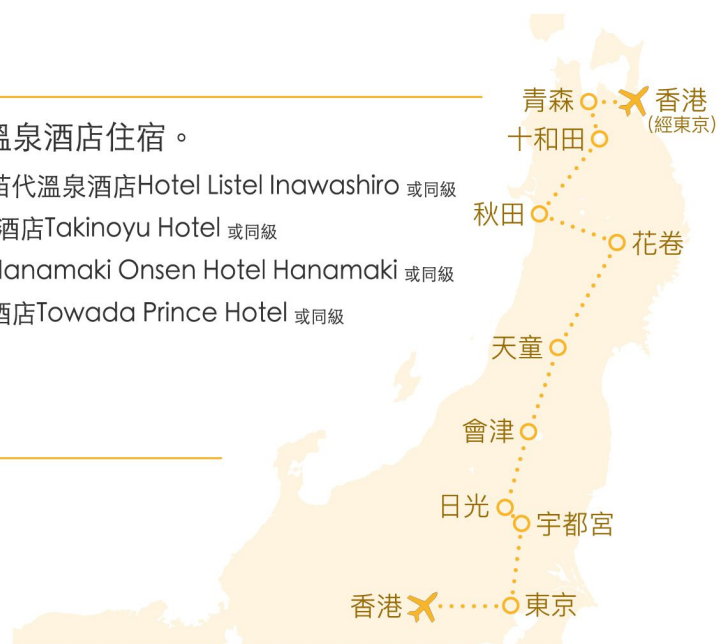 溫泉酒店住宿。
苗代溫泉酒店Hotel Listel Inawashiro 或同級
酒店Takinoyu Hotel 或同級
Hanamaki Onsen Hotel Hanamaki 或同級
酒店Towada Prince Hotel 或同級
青森
香港
(經東京)
十和田
秋田
花卷
天童
會津
日光
宇都宮
香港
東京